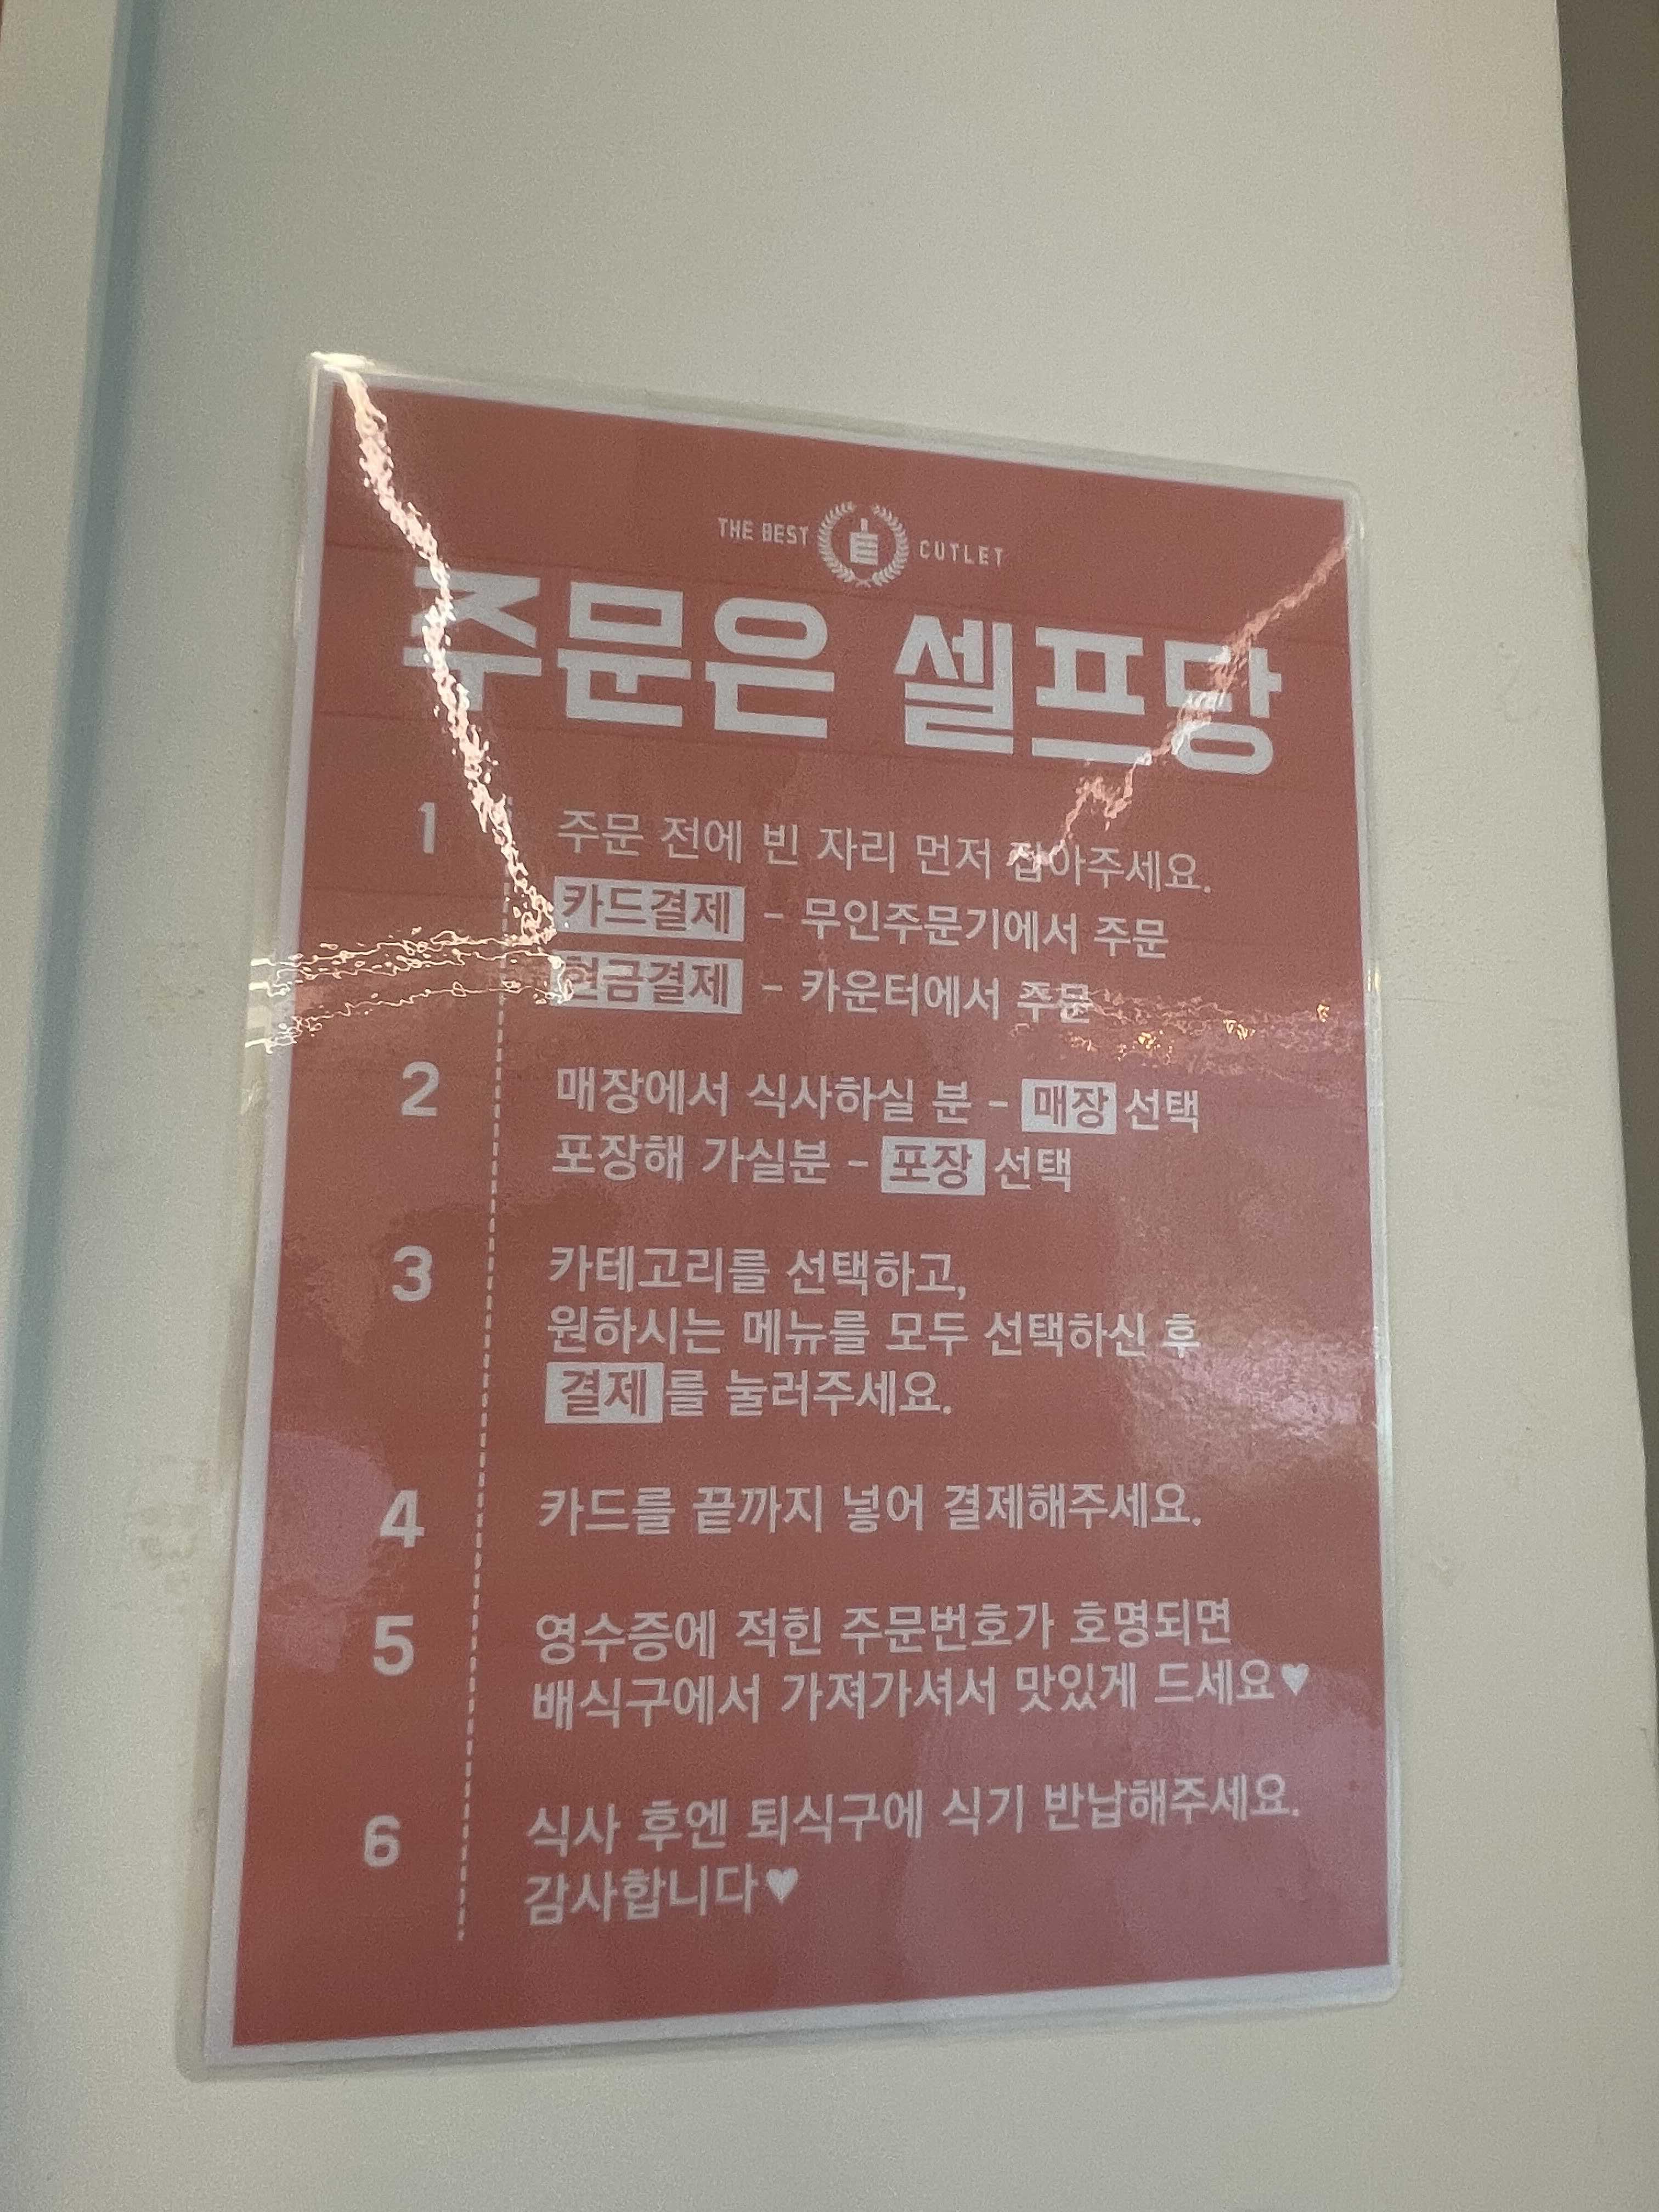 THE BEST CUTLET
주문은 셀프당
1 주문 전에 빈 자리 먼저 잡아주세요.
카드결제 - 무인주문기에서 주문
현금결제 - 카운터에서 주문
2 매장에서 식사하실 분 - 매장 선택
포장해 가실분 - 포장 선택
3 카테고리를 선택하고,
원하시는 메뉴를 모두 선택하신 후
결제를 눌러주세요.
4 카드를 끝까지 넣어 결제해주세요.
5 영수증에 적힌 주문번호가 호명되면
배식구에서 가져가셔서 맛있게 드세요♥
6 식사 후엔 퇴식구에 식기 반납해주세요.
감사합니다♥